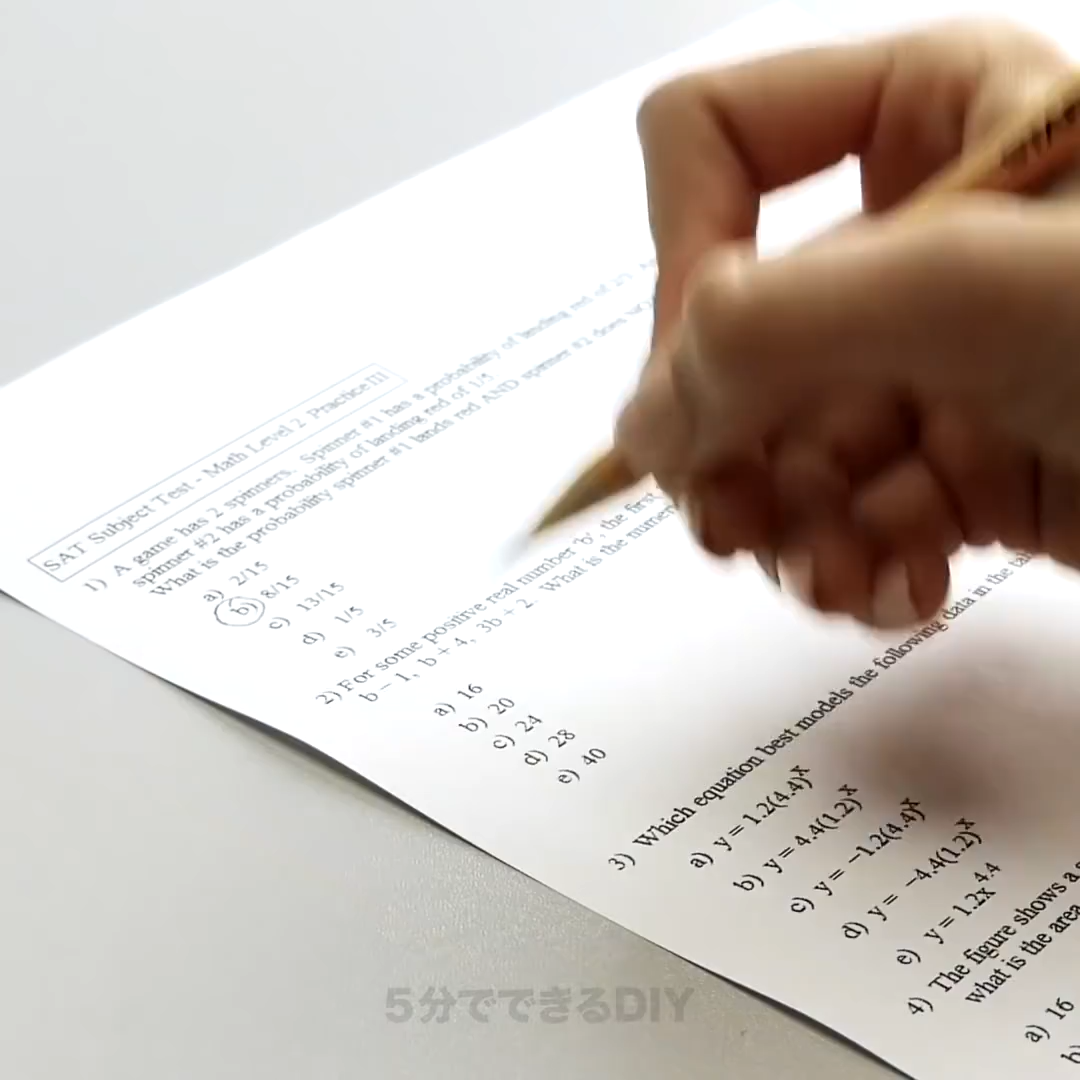 SAT Subject Test - Math Level 2 Practice III
1) A game has 2 spinners. Spinner #1 has a probability of landing red of 2/3.
spinner #2 has a probability of landing red of 1/5
What is the probability spinner #1 lands red AND spinner #2 does
a) 2/15
b) 8/15
c) 13/15
d) 1/5
e) 3/5
2) For some positive real number 'b', the first
b – 1, b + 4, 3b + 2. What is the
a) 16
b) 20
c) 24
d) 28
e) 40
3) Which equation best models the following data in the
a) y = 1.2(4.4)^x
b) y = 4.4(1.2)^x
c) y = –1.2(4.4)^x
d) y = –4.4(1.2)^x
e) y = 1.2x^4.4
4) The figure shows a
what is the area
a) 16
b)
5分でできるDIY